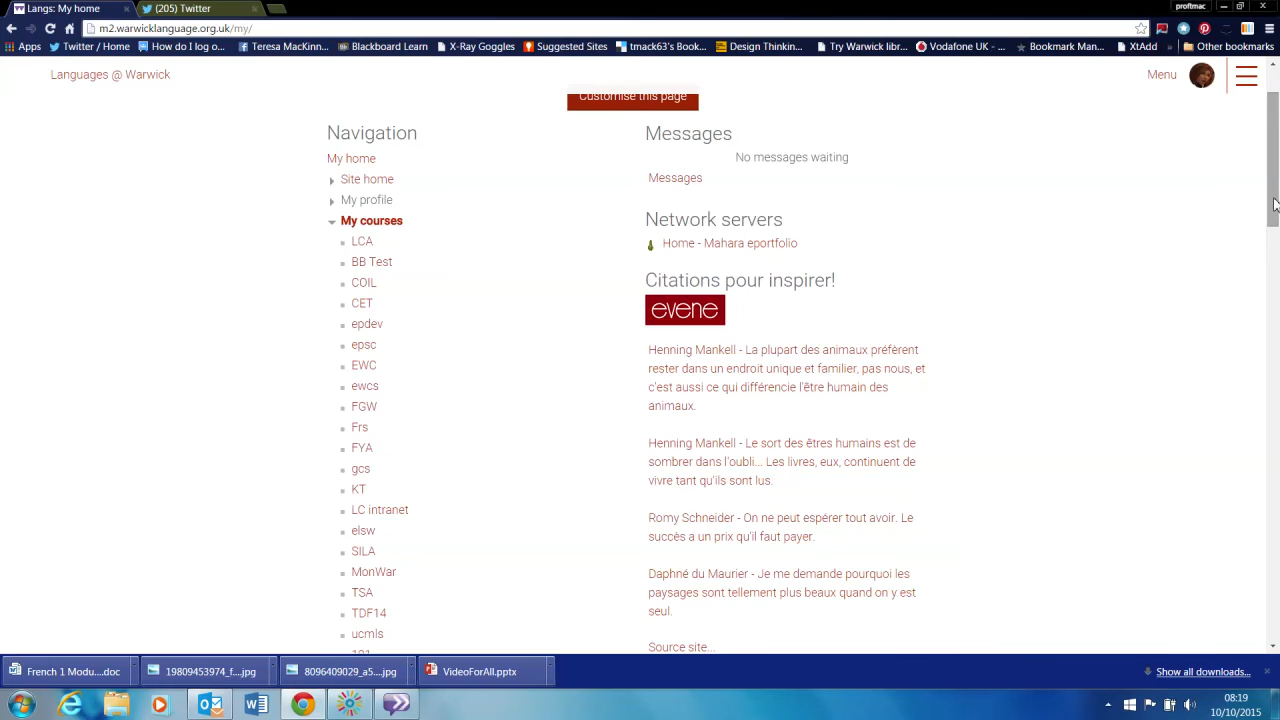 Langs: My home
(205) Twitter
proftmac
m2.warwicklanguage.org.uk/my/
Apps
Twitter / Home
How do I log o...
Teresa MacKinn...
Blackboard Learn
X-Ray Goggles
Suggested Sites
tmack63's Book...
Design Thinkin...
Try Warwick libr...
Vodafone UK -...
Bookmark Man...
XtAdd
»
Other bookmarks
Languages @ Warwick
Menu
Customise this page
Navigation
My home
Site home
My profile
My courses
LCA
BB Test
COIL
CET
epdev
epsc
EWC
ewcs
FGW
Frs
FYA
gcs
KT
LC intranet
elsw
SILA
MonWar
TSA
TDF14
ucmls
Messages
No messages waiting
Messages
Network servers
Home - Mahara eportfolio
Citations pour inspirer!
evene
Henning Mankell - La plupart des animaux préfèrent
rester dans un endroit unique et familier, pas nous, et
c'est aussi ce qui différencie l'être humain des
animaux.
Henning Mankell - Le sort des êtres humains est de
sombrer dans l'oubli... Les livres, eux, continuent de
vivre tant qu'ils sont lus.
Romy Schneider - On ne peut espérer tout avoir. Le
succès a un prix qu'il faut payer.
Daphné du Maurier - Je me demande pourquoi les
paysages sont tellement plus beaux quand on y est
seul.
Source site...
French 1 Modu....doc
19809453974_f...jpg
8096409029_a5...jpg
VideoForAll.pptx
Show all downloads...
08:19
10/10/2015